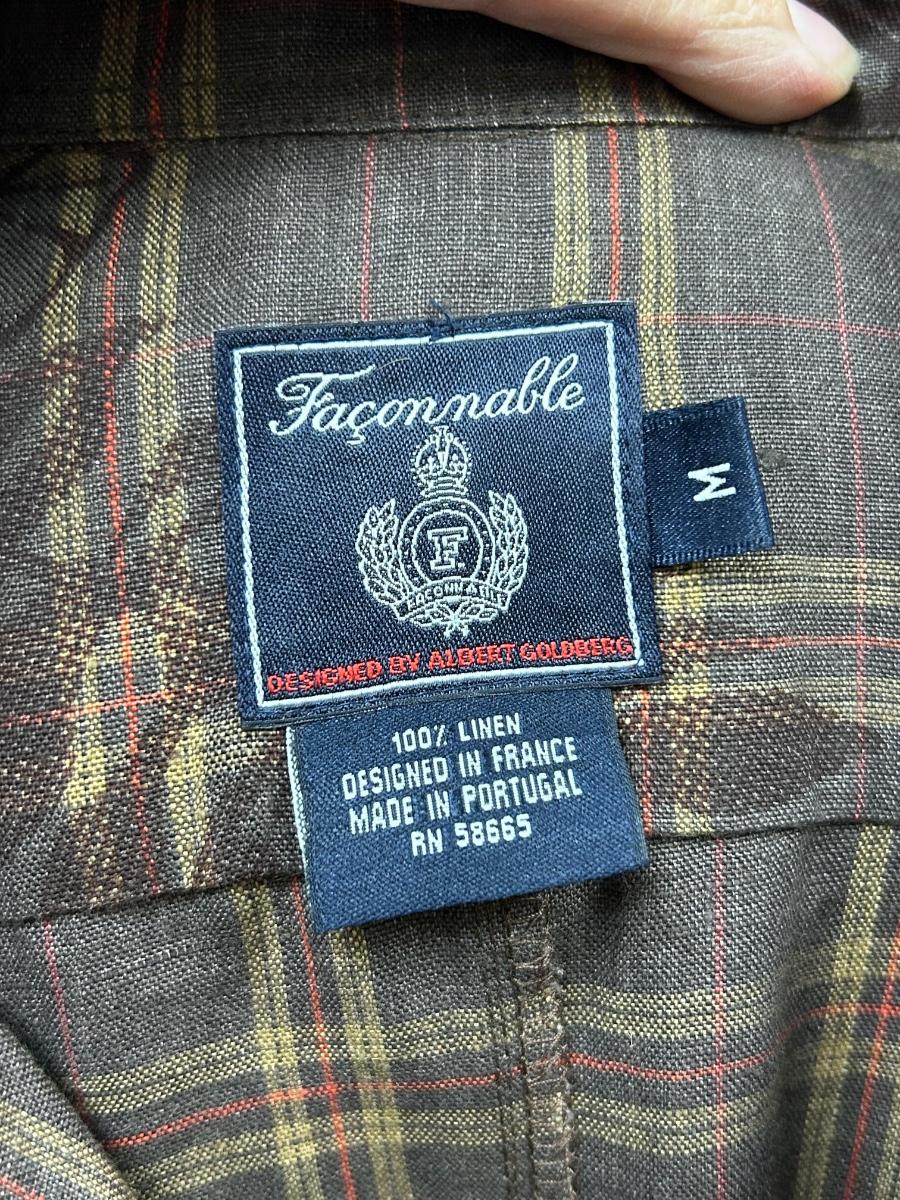 Façonnable
F
FAÇONNABLE
DESIGNED BY ALBERT GOLDBERG
M
100% LINEN
DESIGNED IN FRANCE
MADE IN PORTUGAL
RN 58665